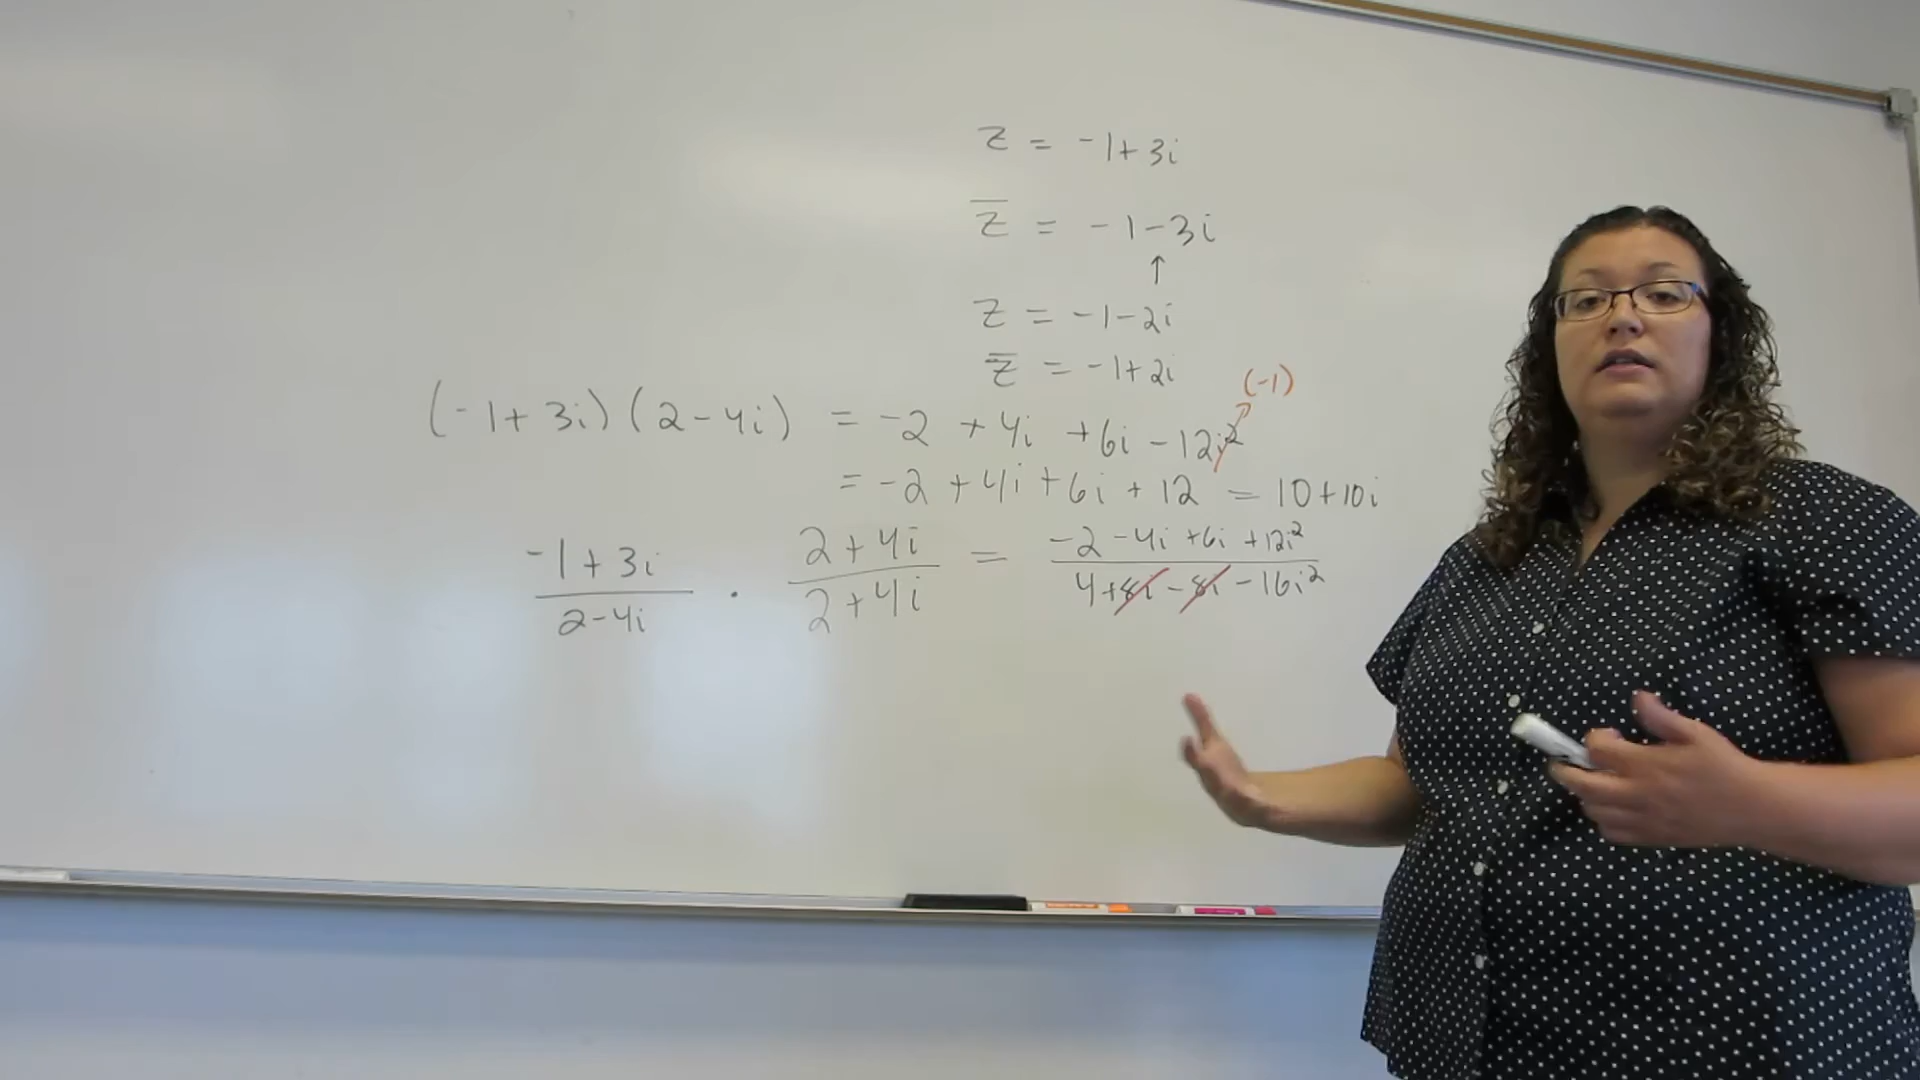 z = -1+3i
z̅ = -1-3i
↑
z = -1-2i
z̅ = -1+2i
(-1)
(-1+3i)(2-4i) = -2 +4i +6i -12i²
= -2 +4i +6i +12 = 10+10i
-1+3i / 2-4i · 2+4i / 2+4i = -2 -4i +6i +12i² / 4+8i -8i -16i²